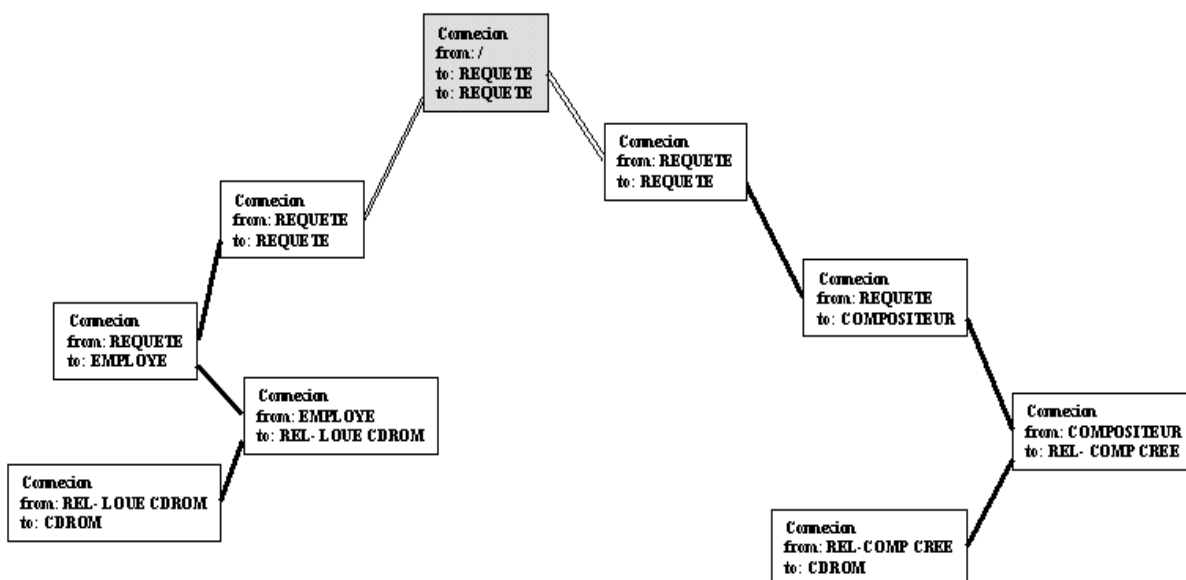 Connecion
from: /
to: REQUETE
to: REQUETE
Connecion
from: REQUETE
to: REQUETE
Connecion
from: REQUETE
to: REQUETE
Connecion
from: REQUETE
to: COMPOSITEUR
Connecion
from: REQUETE
to: EMPLOYE
Connecion
from: EMPLOYE
to: REL- LOUE CDROM
Connecion
from: COMPOSITEUR
to: REL- COMP CREE
Connecion
from: REL- LOUE CDROM
to: CDROM
Connecion
from: REL-COMP CREE
to: CDROM